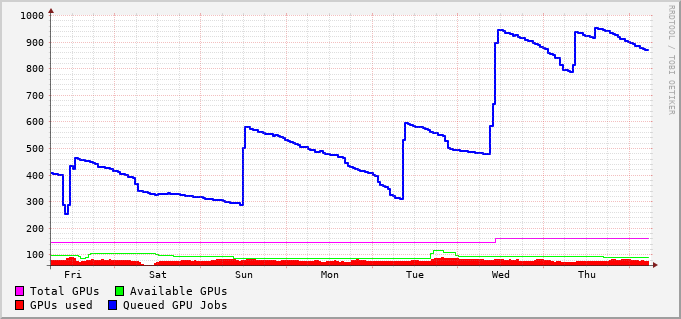 1000
900
800
700
600
500
400
300
200
100
Fri Sat Sun Mon Tue Wed Thu
Total GPUs Available GPUs
GPUs used Queued GPU Jobs
RRDTOOL / TOBI OETIKER